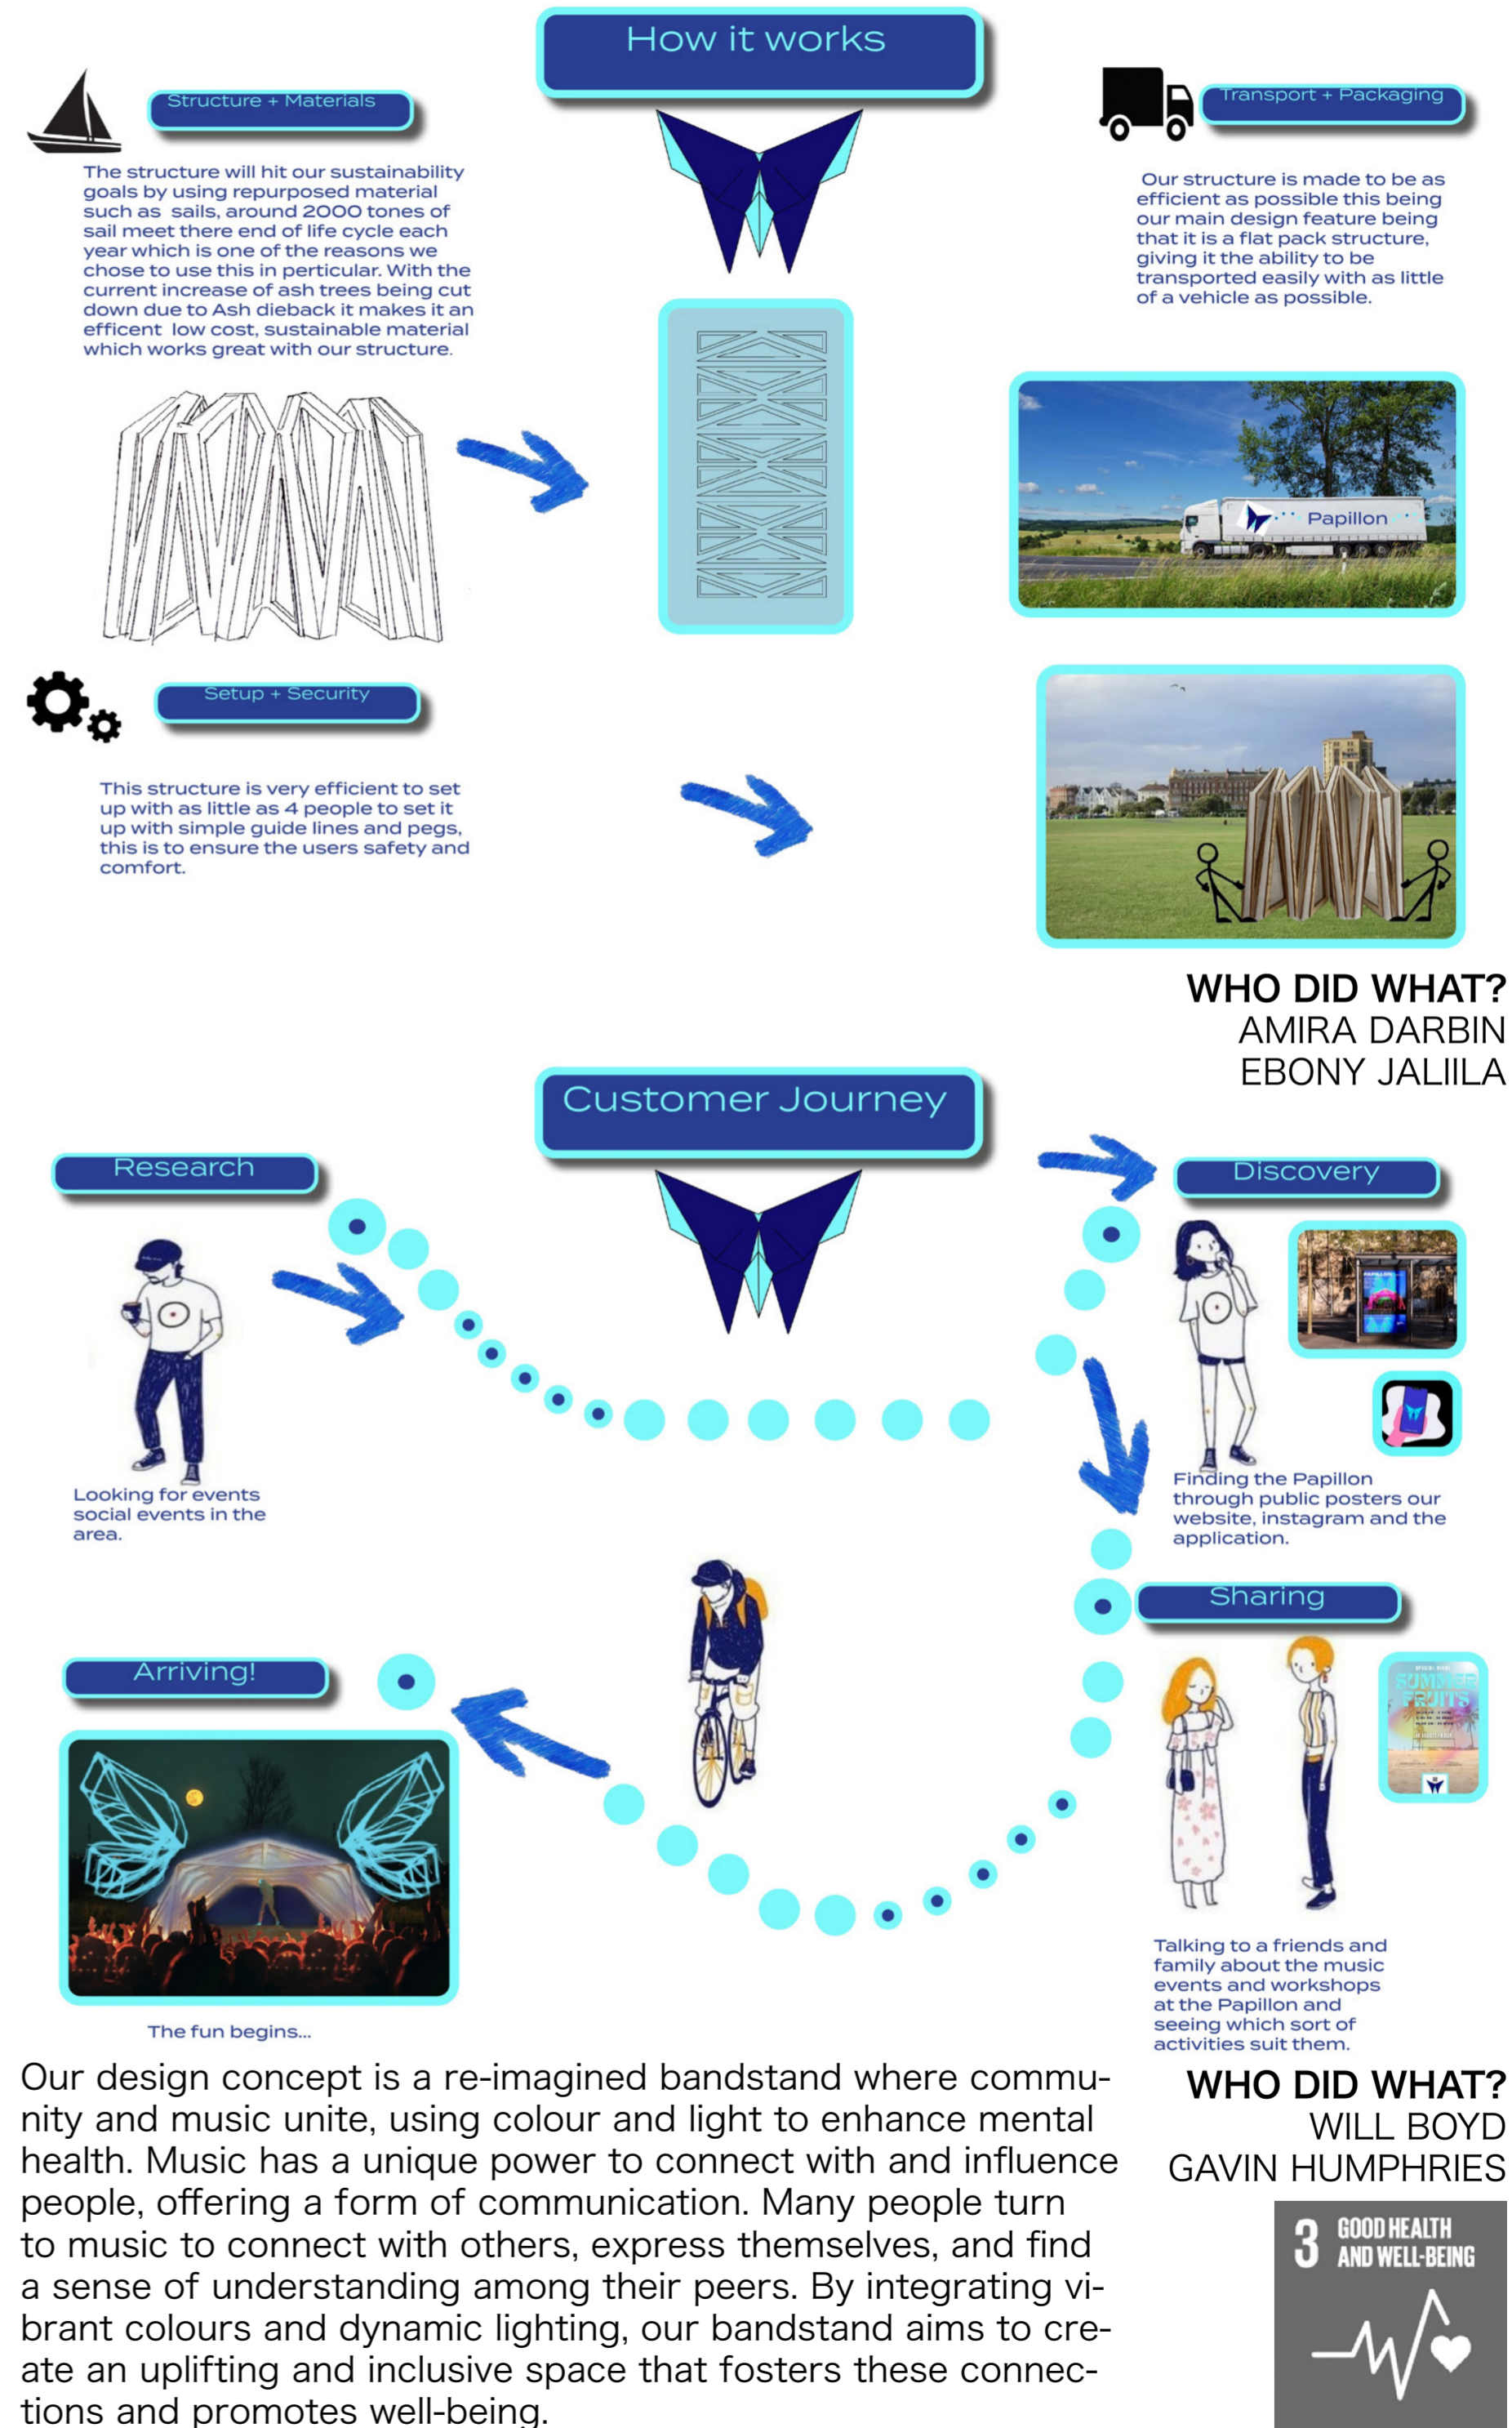 How it works
Structure + Materials
The structure will hit our sustainability
goals by using repurposed material
such as sails, around 2000 tones of
sail meet there end of life cycle each
year which is one of the reasons we
chose to use this in perticular. With the
current increase of ash trees being cut
down due to Ash dieback it makes it an
efficent low cost, sustainable material
which works great with our structure.
Transport + Packaging
Our structure is made to be as
efficient as possible this being
our main design feature being
that it is a flat pack structure,
giving it the ability to be
transported easily with as little
of a vehicle as possible.
Papillon
Setup + Security
This structure is very efficient to set
up with as little as 4 people to set it
up with simple guide lines and pegs,
this is to ensure the users safety and
comfort.
WHO DID WHAT?
AMIRA DARBIN
EBONY JALIILA
Customer Journey
Research
Looking for events
social events in the
area.
Discovery
PAPILLON
Finding the Papillon
through public posters our
website, instagram and the
application.
Sharing
SUMMER
FRUITS
Talking to a friends and
family about the music
events and workshops
at the Papillon and
seeing which sort of
activities suit them.
Arriving!
The fun begins...
Our design concept is a re-imagined bandstand where commu-
nity and music unite, using colour and light to enhance mental
health. Music has a unique power to connect with and influence
people, offering a form of communication. Many people turn
to music to connect with others, express themselves, and find
a sense of understanding among their peers. By integrating vi-
brant colours and dynamic lighting, our bandstand aims to cre-
ate an uplifting and inclusive space that fosters these connec-
tions and promotes well-being.
WHO DID WHAT?
WILL BOYD
GAVIN HUMPHRIES
3 GOOD HEALTH
AND WELL-BEING